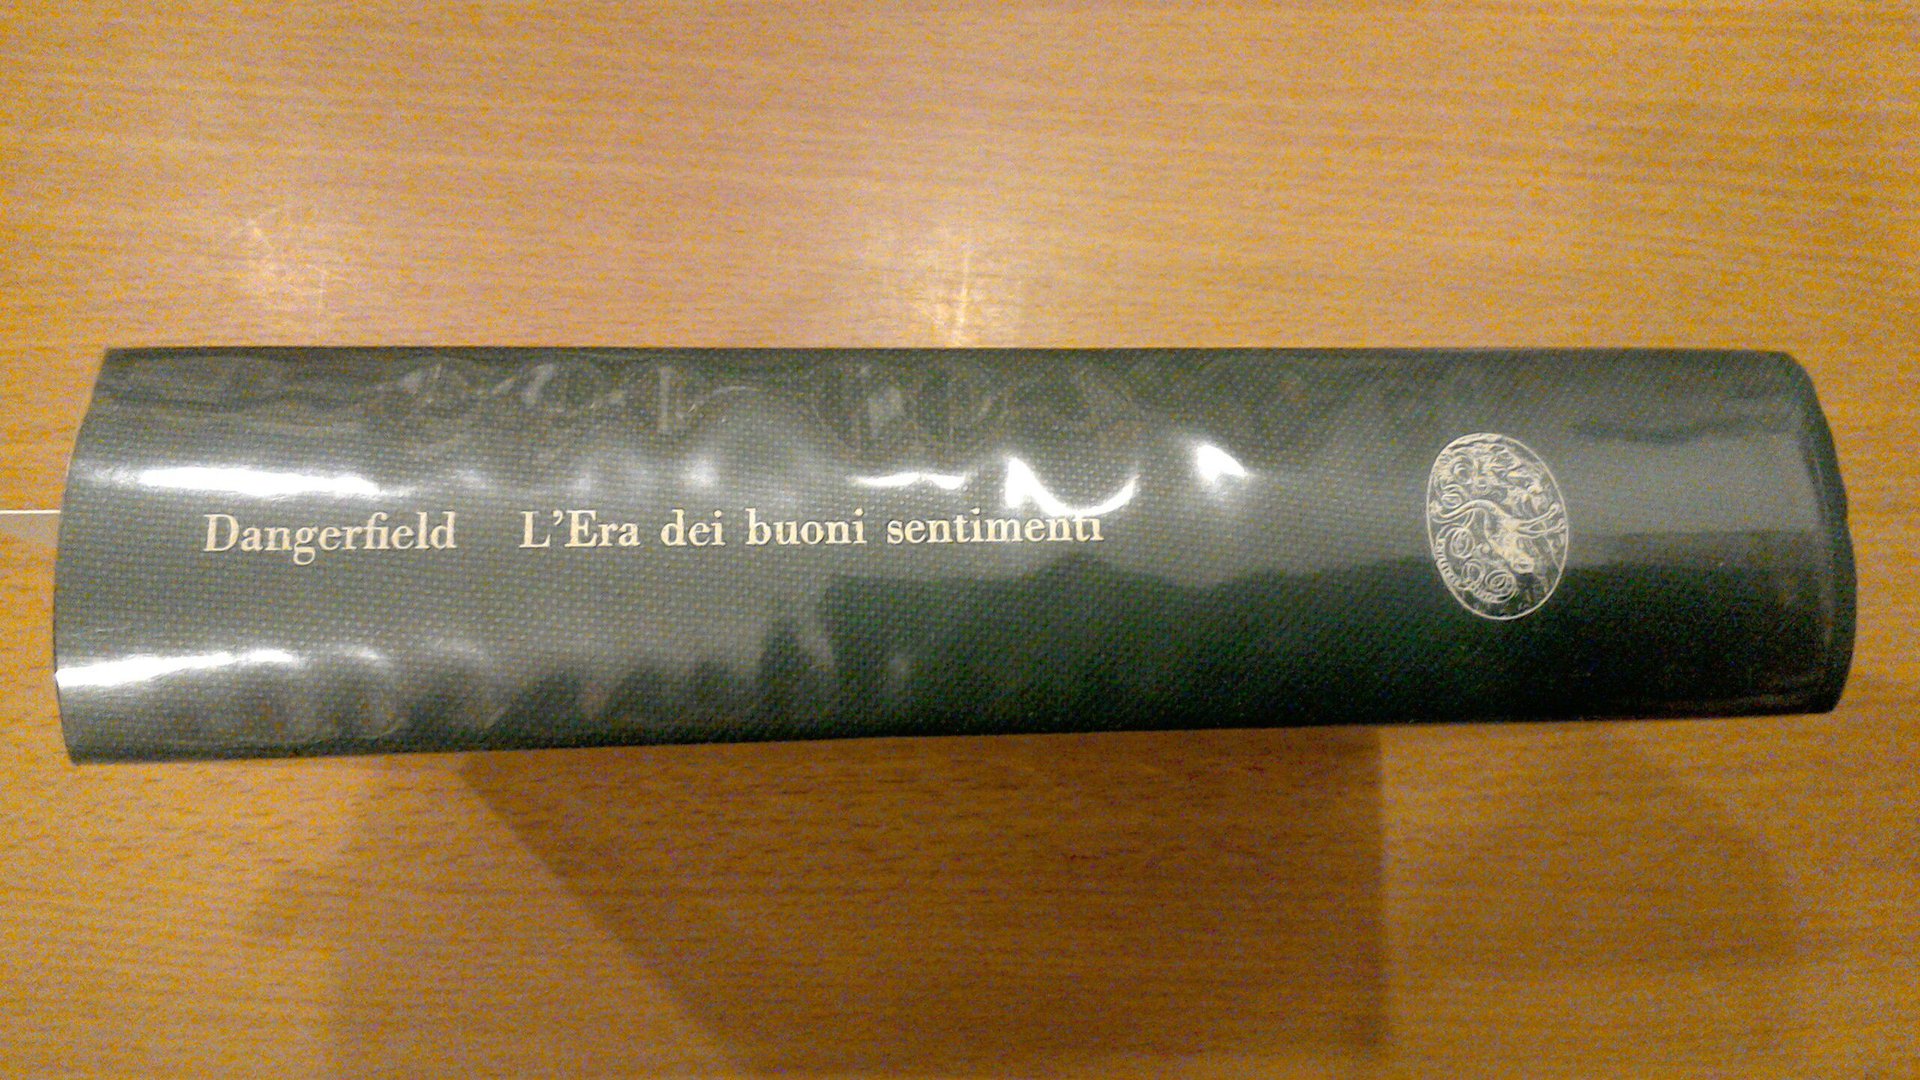 Dangerfield L'Era dei buoni sentimenti